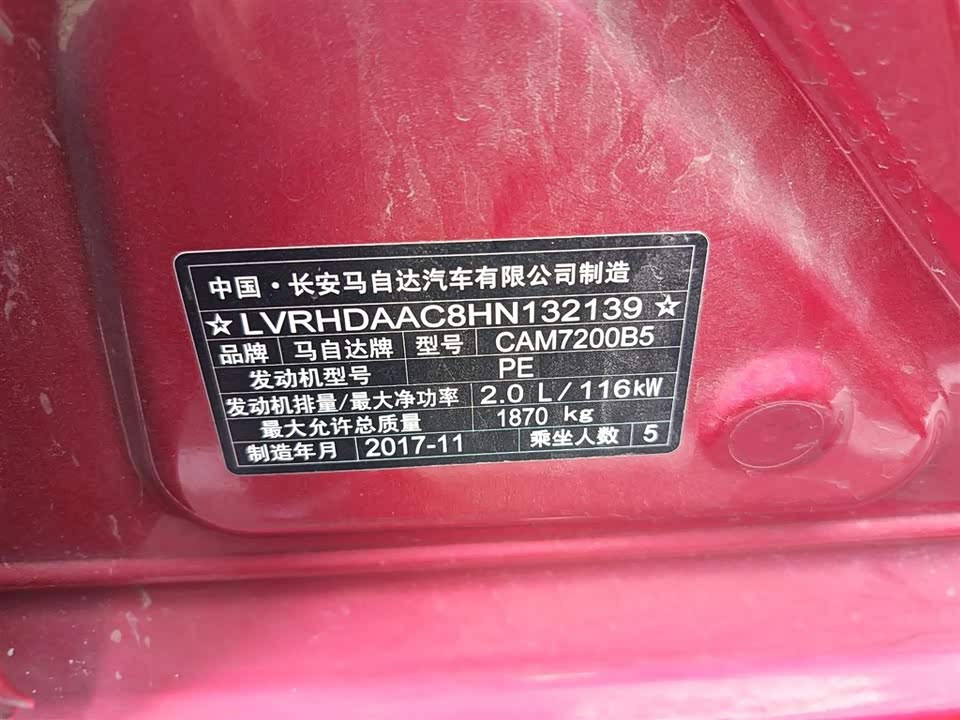 中国·长安马自达汽车有限公司制造
☆LVRHDAAC8HN132139☆
品牌 马自达牌 型号 CAM7200B5
发动机型号 PE
发动机排量/最大净功率 2.0 L/116kW
最大允许总质量 1870 kg
制造年月 2017-11 乘坐人数 5